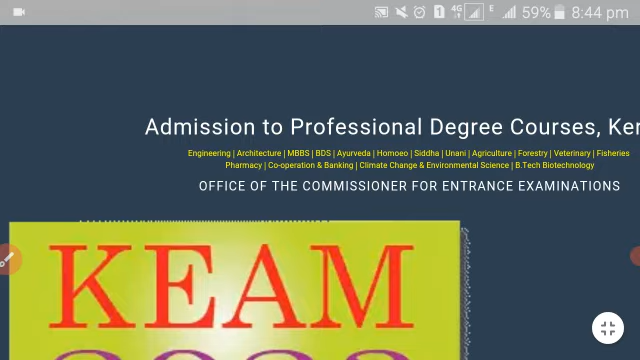 1 4G E 59% 8:44 pm
Admission to Professional Degree Courses,
Engineering | Architecture | MBBS | BDS | Ayurveda | Homoeo | Siddha | Unani | Agriculture | Forestry | Veterinary | Fisheries
Pharmacy | Co-operation & Banking | Climate Change & Environmental Science | B.Tech Biotechnology
OFFICE OF THE COMMISSIONER FOR ENTRANCE EXAMINATIONS
KEAM